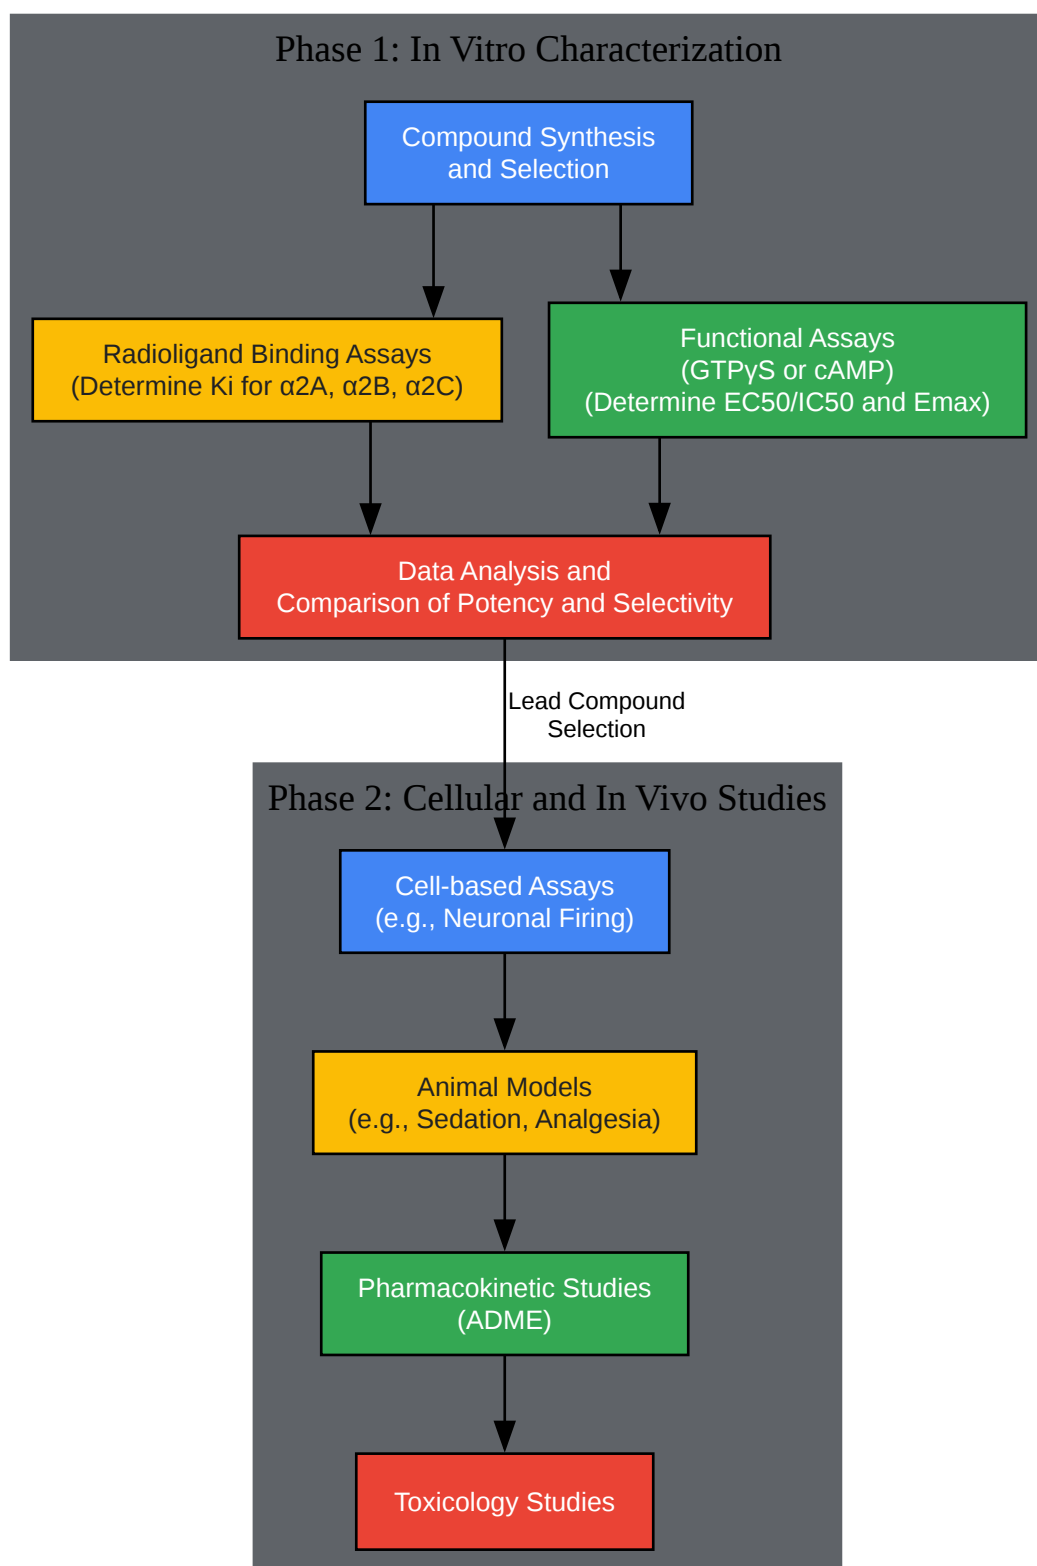 Phase 1: In Vitro Characterization
Compound Synthesis
and Selection
Radioligand Binding Assays
(Determine Ki for α2A, α2B, α2C)
Functional Assays
(GTPγS or cAMP)
(Determine EC50/IC50 and Emax)
Data Analysis and
Comparison of Potency and Selectivity
Lead Compound
Selection
Phase 2: Cellular and In Vivo Studies
Cell-based Assays
(e.g., Neuronal Firing)
Animal Models
(e.g., Sedation, Analgesia)
Pharmacokinetic Studies
(ADME)
Toxicology Studies